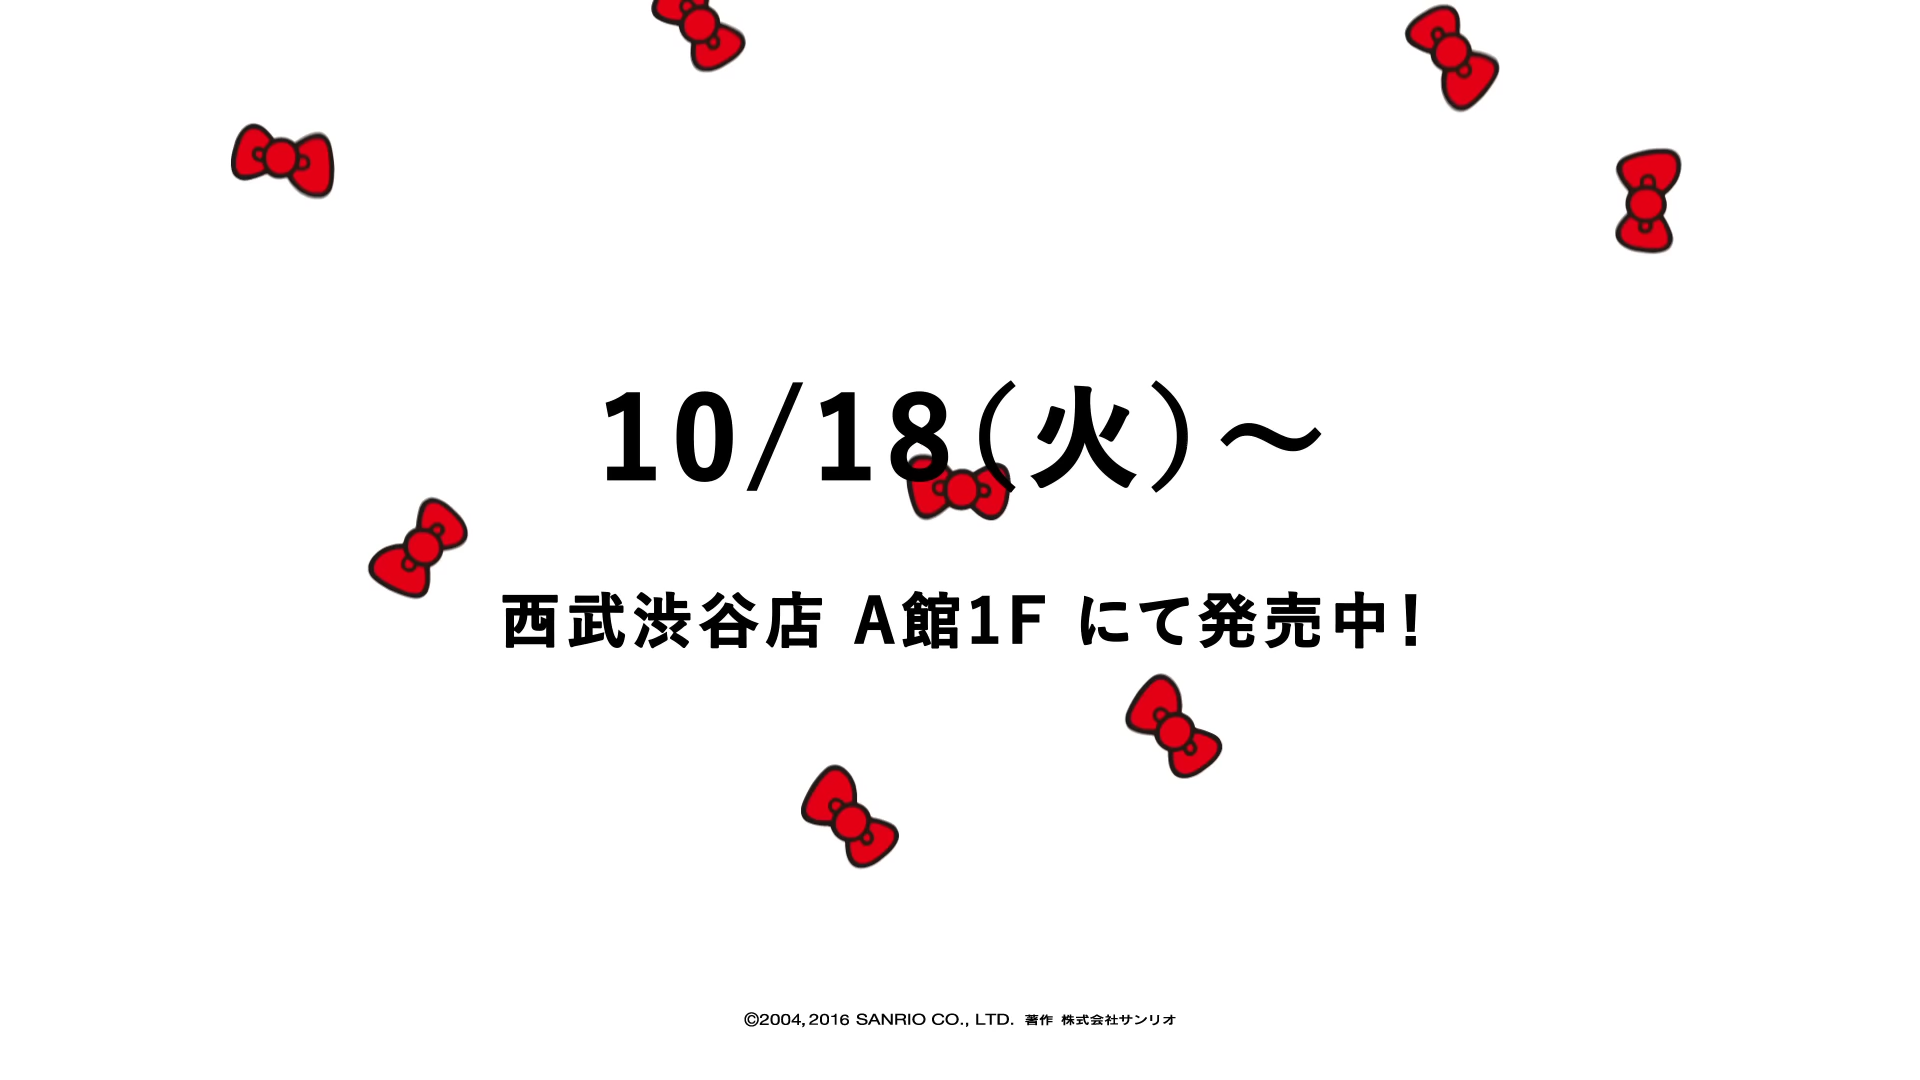 10/18(火)〜
西武渋谷店 A館1F にて発売中!
©2004, 2016 SANRIO CO., LTD. 著作 株式会社サンリオ